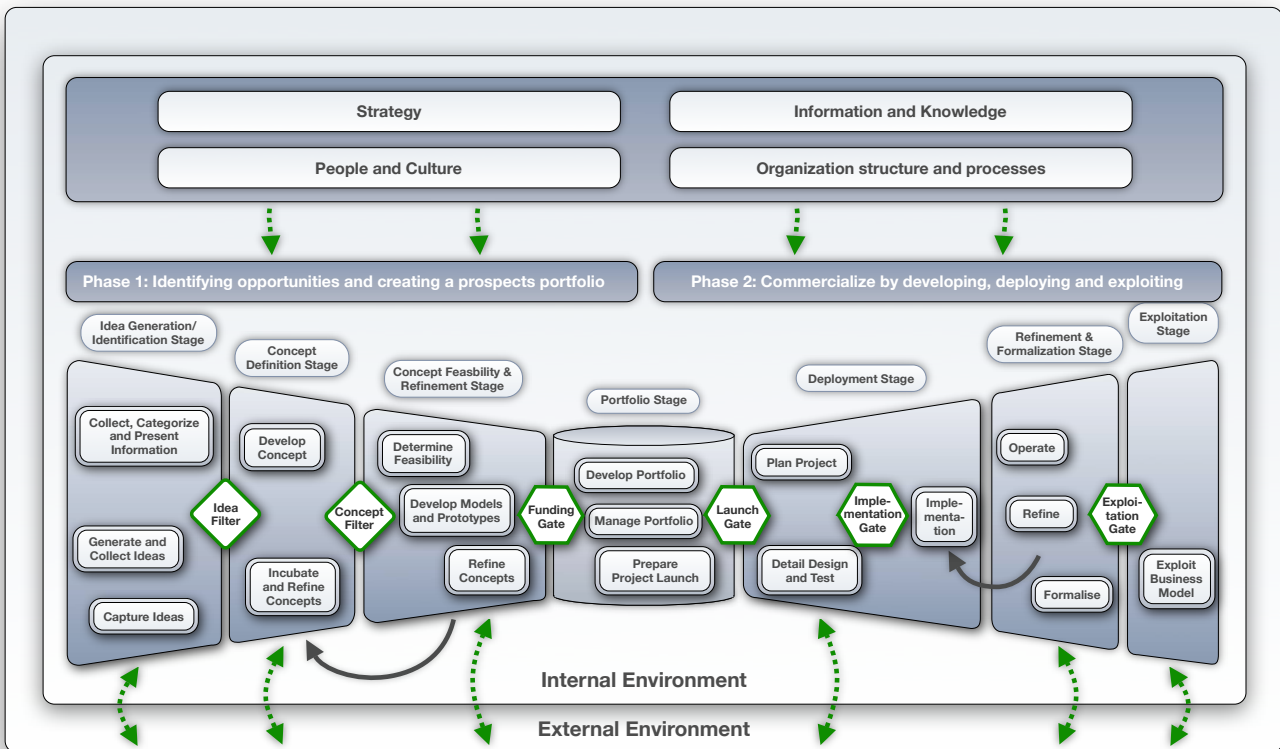 Strategy
Information and Knowledge
People and Culture
Organization structure and processes
Phase 1: Identifying opportunities and creating a prospects portfolio
Phase 2: Commercialize by developing, deploying and exploiting
Idea Generation/
Identification Stage
Concept
Definition Stage
Concept Feasbility &
Refinement Stage
Portfolio Stage
Deployment Stage
Refinement &
Formalization Stage
Exploitation
Stage
Collect, Categorize
and Present
Information
Generate and
Collect Ideas
Capture Ideas
Idea
Filter
Develop
Concept
Incubate
and Refine
Concepts
Concept
Filter
Determine
Feasibility
Develop Models
and Prototypes
Refine
Concepts
Funding
Gate
Develop Portfolio
Manage Portfolio
Prepare
Project Launch
Launch
Gate
Plan Project
Detail Design
and Test
Imple-
mentation
Gate
Imple-
menta-
tion
Operate
Refine
Formalise
Exploi-
tation
Gate
Exploit
Business
Model
Internal Environment
External Environment